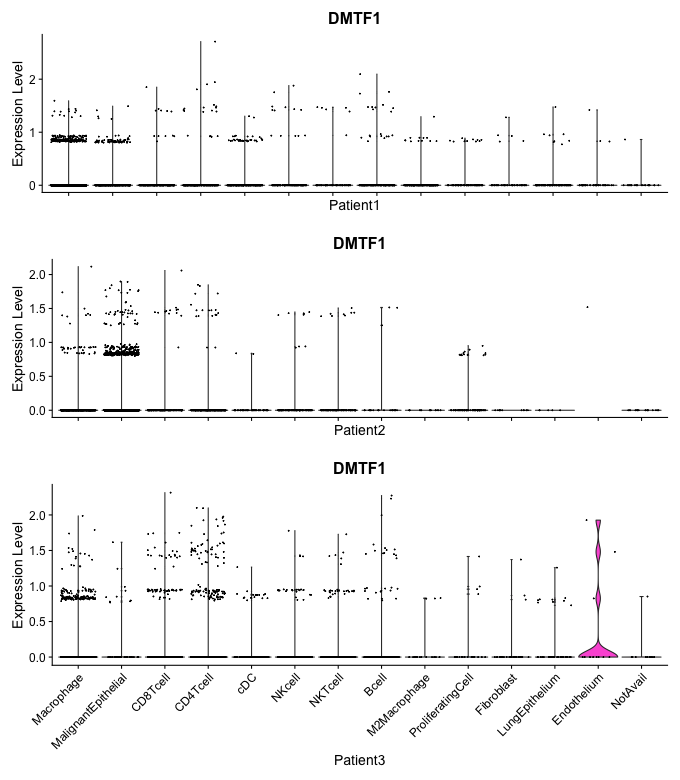 DMTF1
Expression Level
2
1
0
Patient1
DMTF1
Expression Level
2.0
1.5
1.0
0.5
0.0
Patient2
DMTF1
Expression Level
2.0
1.5
1.0
0.5
0.0
Macrophage
MalignantEpithelial
CD8Tcell
CD4Tcell
cDC
NKcell
NKTcell
Bcell
M2Macrophage
ProliferatingCell
Fibroblast
LungEpithelium
Endothelium
NotAvail
Patient3